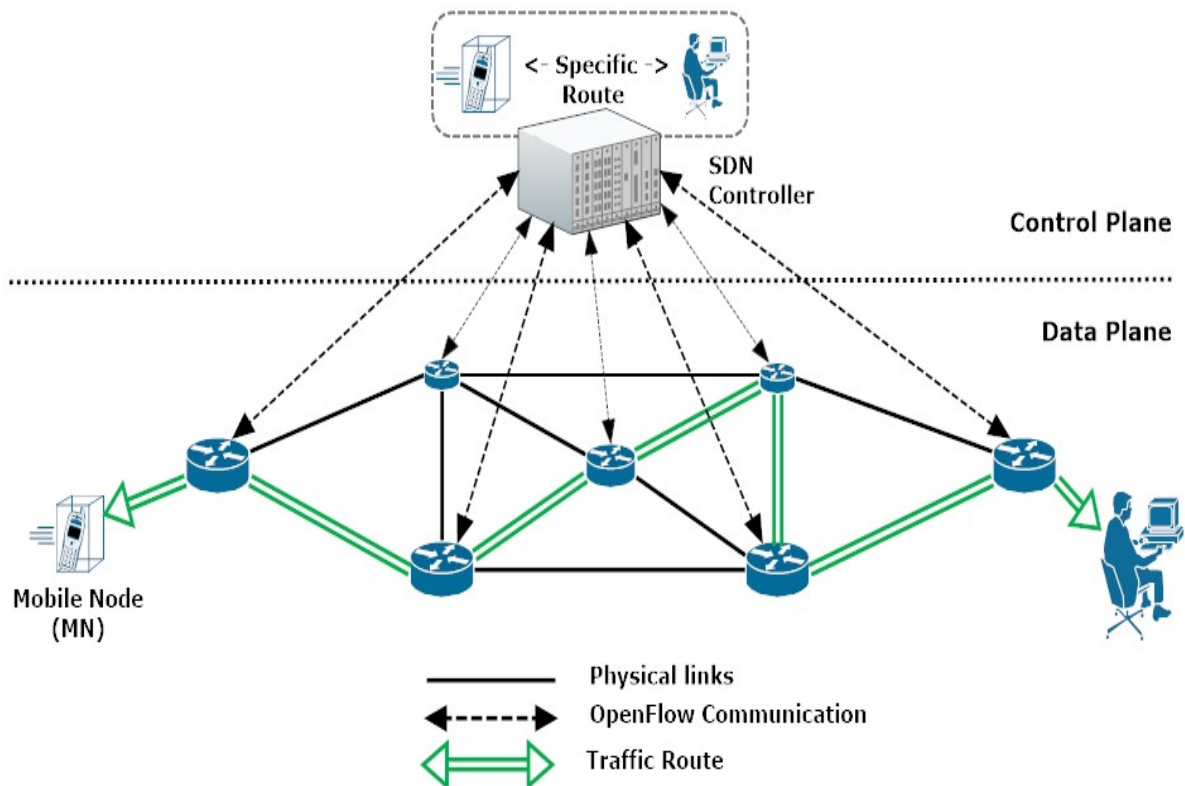 <- Specific ->
Route
SDN
Controller
Control Plane
Data Plane
Mobile Node
(MN)
Physical links
OpenFlow Communication
Traffic Route